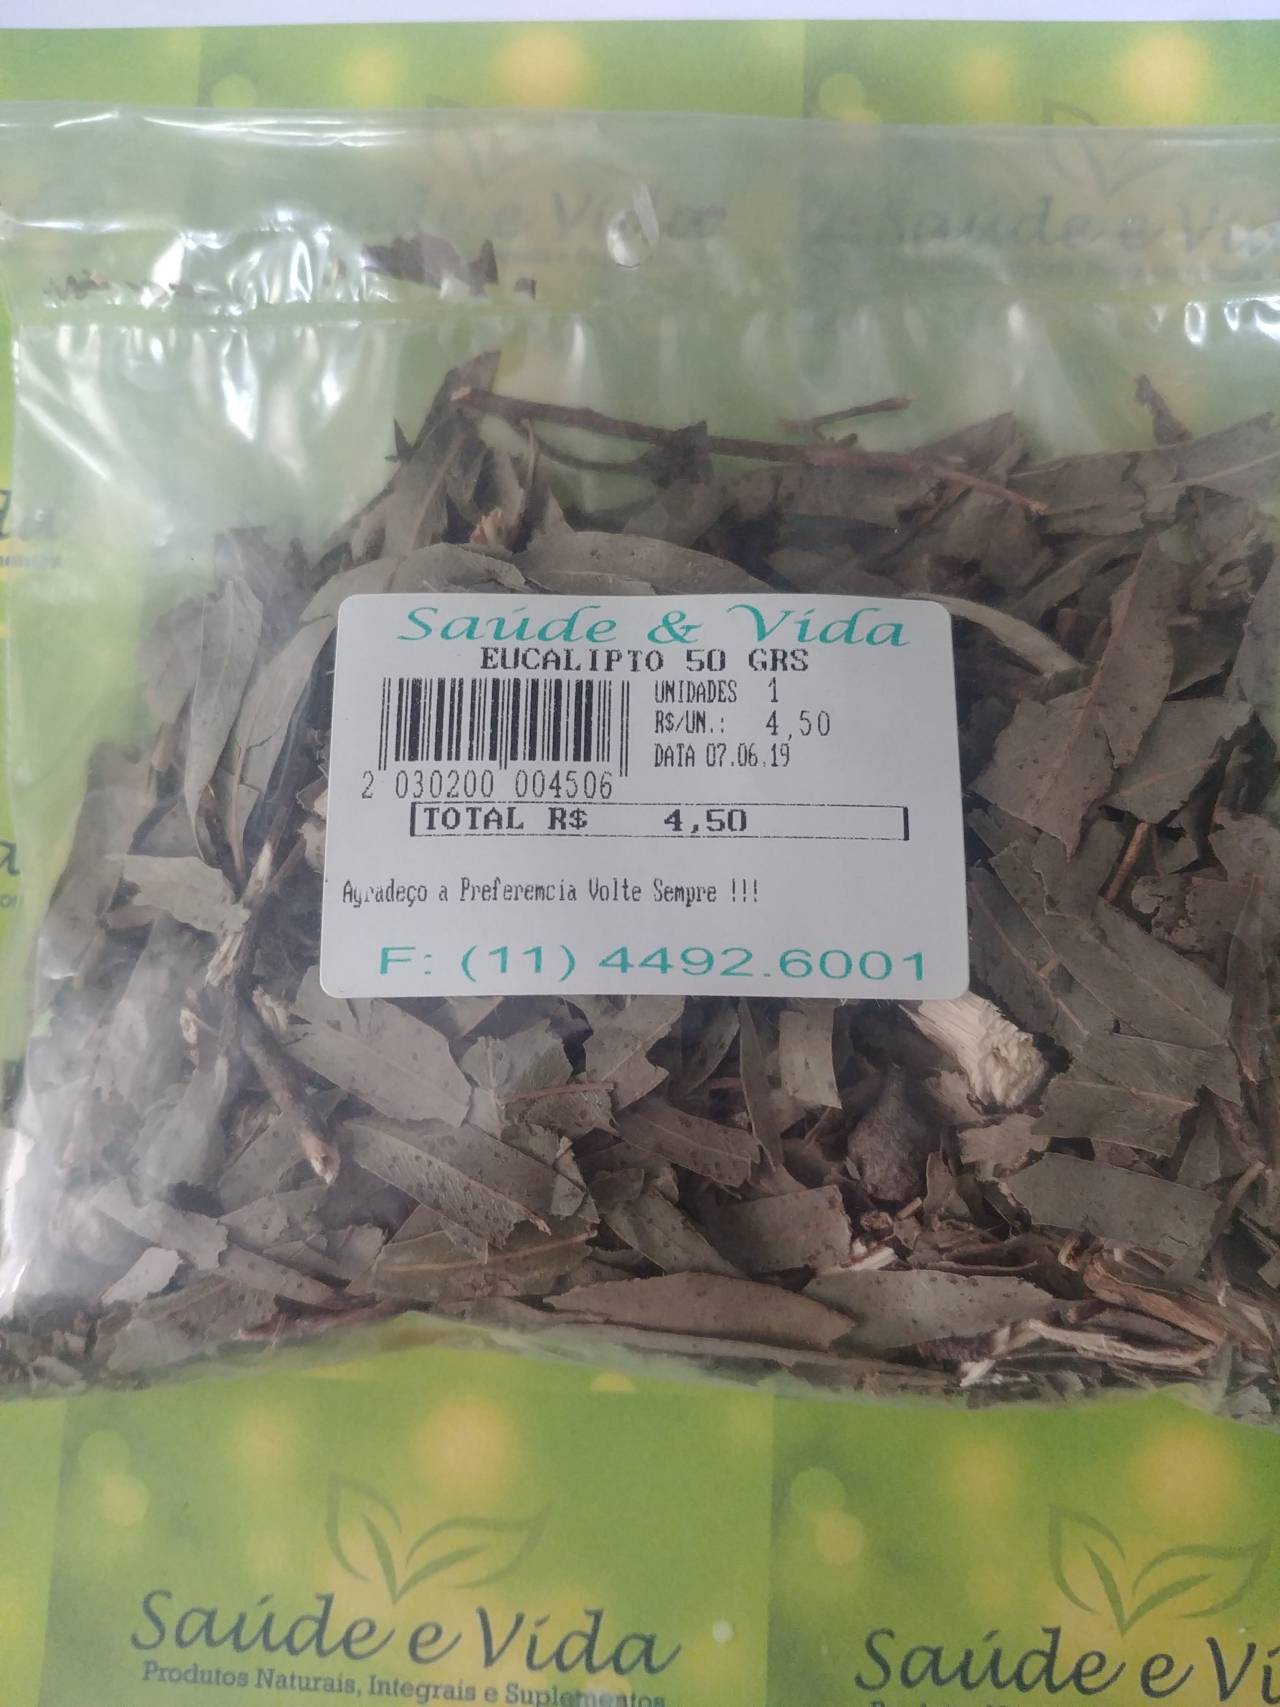 Saúde & Vida
EUCALIPTO 50 GRS
UNIDADES 1
R$/UN.: 4,50
DATA 07.06.19
2 030200 004506
TOTAL R$ 4,50
Agradeço a Preferemcia Volte Sempre !!!
F: (11) 4492.6001
Saúde e Vida
Produtos Naturais, Integrais e Suplementos
Saúde e Vi